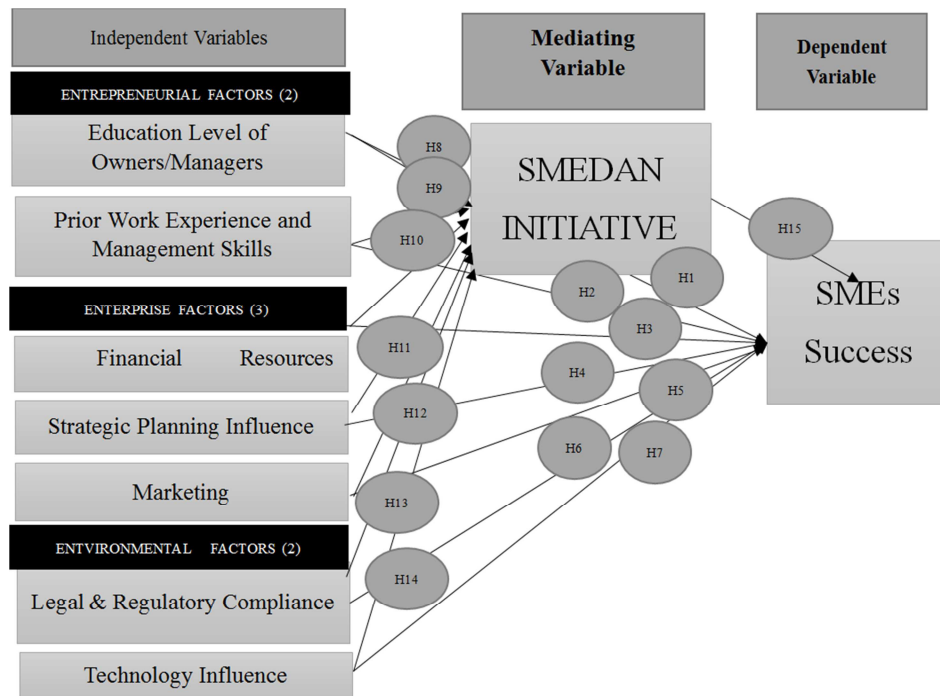 Independent Variables
ENTREPRENEURIAL FACTORS (2)
Education Level of
Owners/Managers
Prior Work Experience and
Management Skills
ENTERPRISE FACTORS (3)
Financial Resources
Strategic Planning Influence
Marketing
ENTVIRONMENTAL FACTORS (2)
Legal & Regulatory Compliance
Technology Influence
H8
H9
H10
H11
H12
H13
H14
Mediating
Variable
SMEDAN
INITIATIVE
H2
H1
H3
H4
H5
H6
H7
Dependent
Variable
H15
SMEs
Success